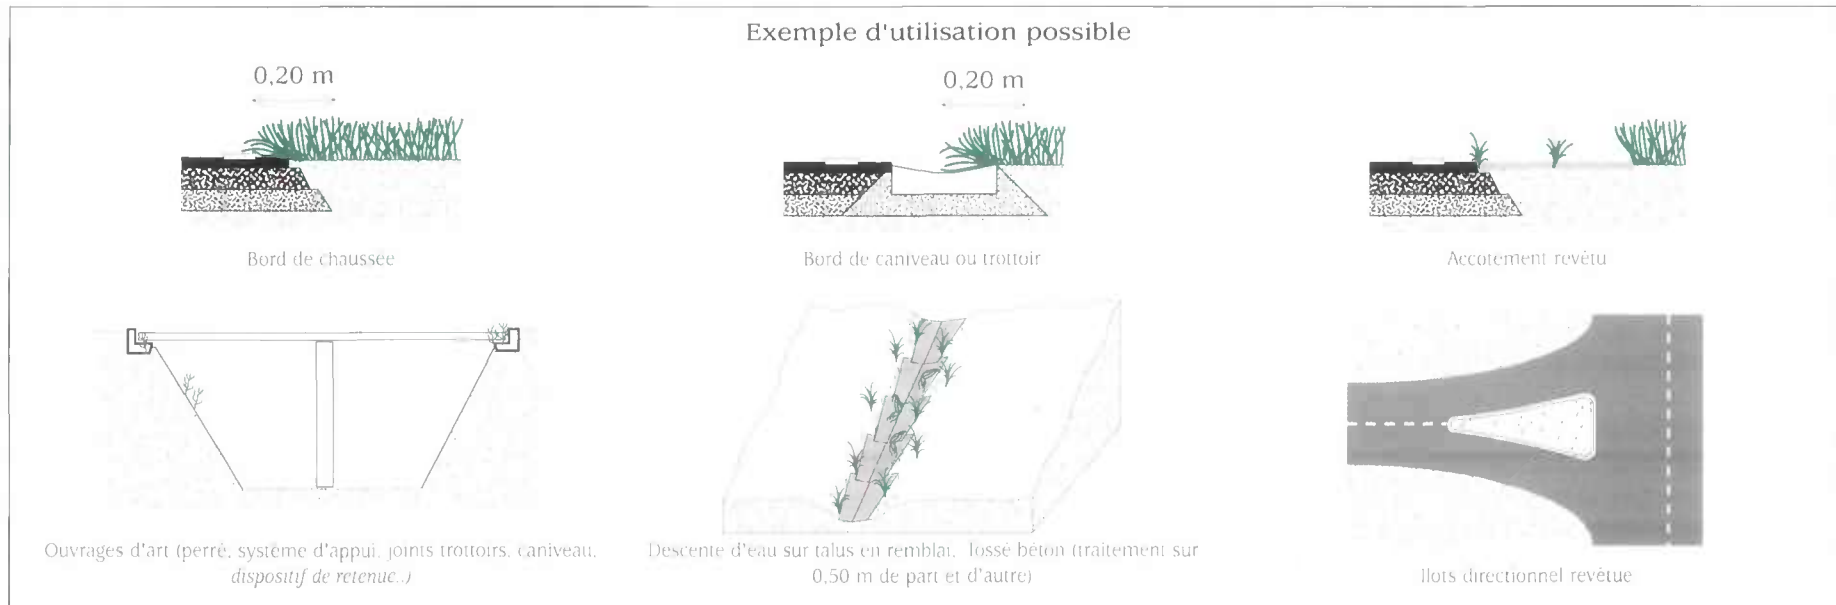 Exemple d'utilisation possible
0,20 m
0,20 m
Bord de chaussée
Bord de caniveau ou trottoir
Accotement revêtu
Ouvrages d'art (perré, système d'appui, joints trottoirs, caniveau,
dispositif de retenue..)
Descente d'eau sur talus en remblai, fossé béton (traitement sur
0,50 m de part et d'autre)
Ilots directionnel revêtue